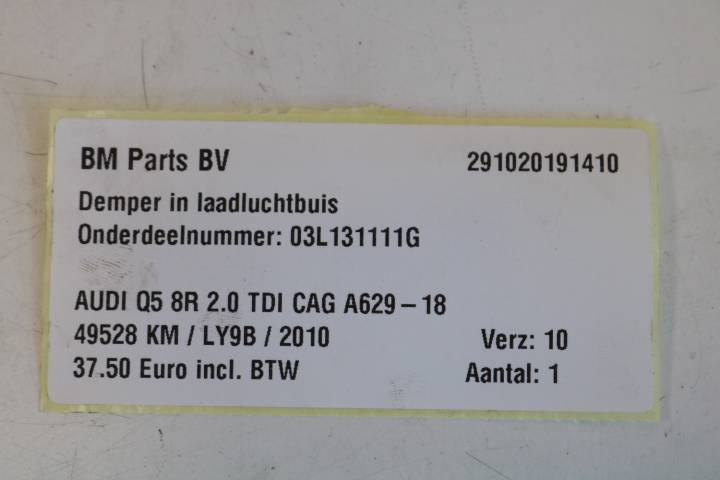 BM Parts BV 291020191410
Demper in laadluchtbuis
Onderdeelnummer: 03L131111G
AUDI Q5 8R 2.0 TDI CAG A629-18
49528 KM / LY9B / 2010 Verz: 10
37.50 Euro incl. BTW Aantal: 1